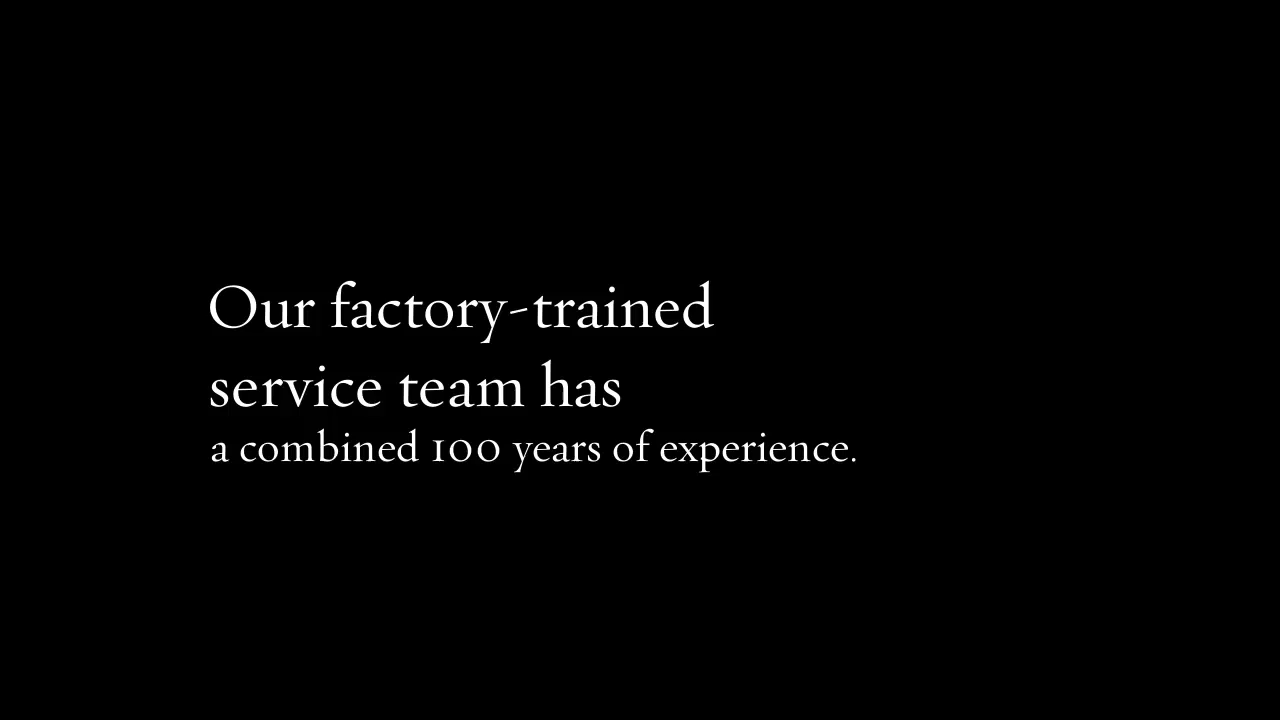 Our factory-trained
service team has
a combined 100 years of experience.